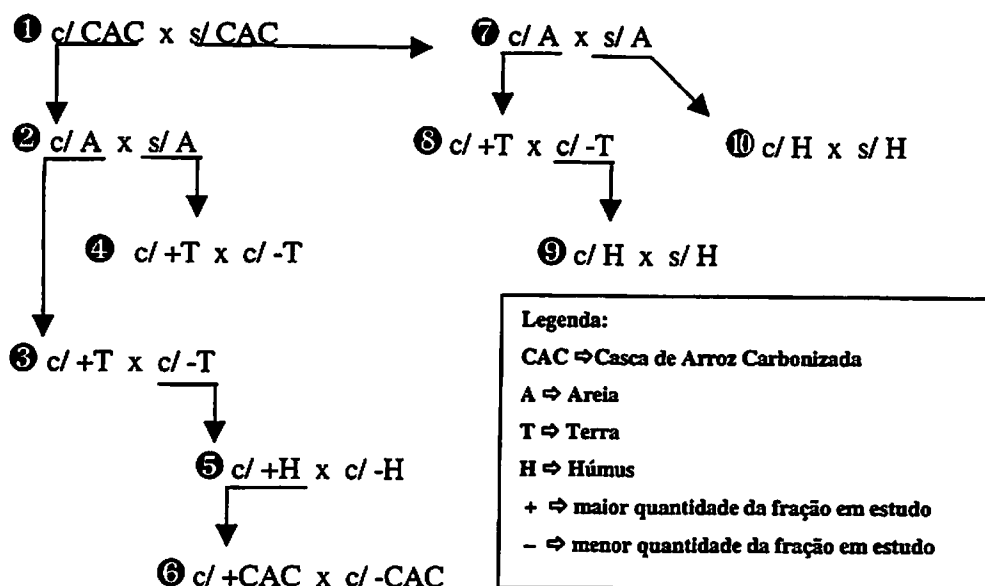 ❶ c/ CAC x s/ CAC
❼ c/ A x s/ A
❷ c/ A x s/ A
❽ c/ +T x c/ -T
❿ c/ H x s/ H
❹ c/ +T x c/ -T
❾ c/ H x s/ H
❸ c/ +T x c/ -T
❺ c/ +H x c/ -H
❻ c/ +CAC x c/ -CAC
Legenda:
CAC ⇨ Casca de Arroz Carbonizada
A ⇨ Areia
T ⇨ Terra
H ⇨ Húmus
+ ⇨ maior quantidade da fração em estudo
– ⇨ menor quantidade da fração em estudo